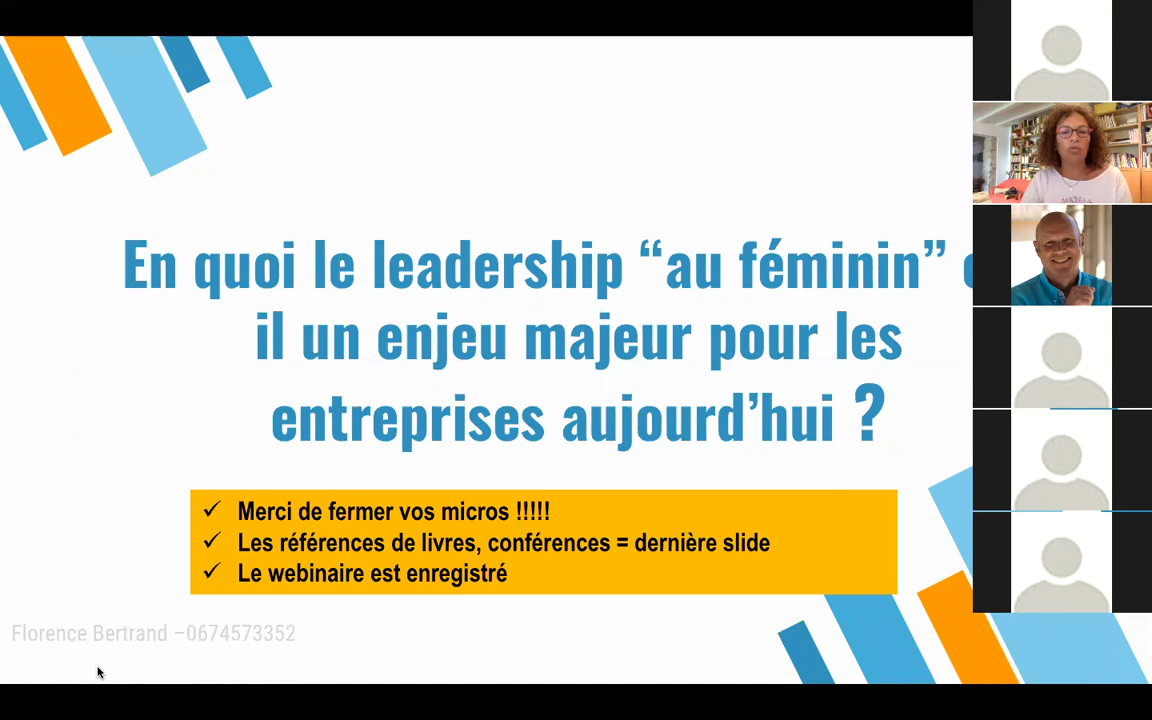 En quoi le leadership “au féminin”
il un enjeu majeur pour les
entreprises aujourd’hui ?
✓ Merci de fermer vos micros !!!!!
✓ Les références de livres, conférences = dernière slide
✓ Le webinaire est enregistré
Florence Bertrand –0674573352